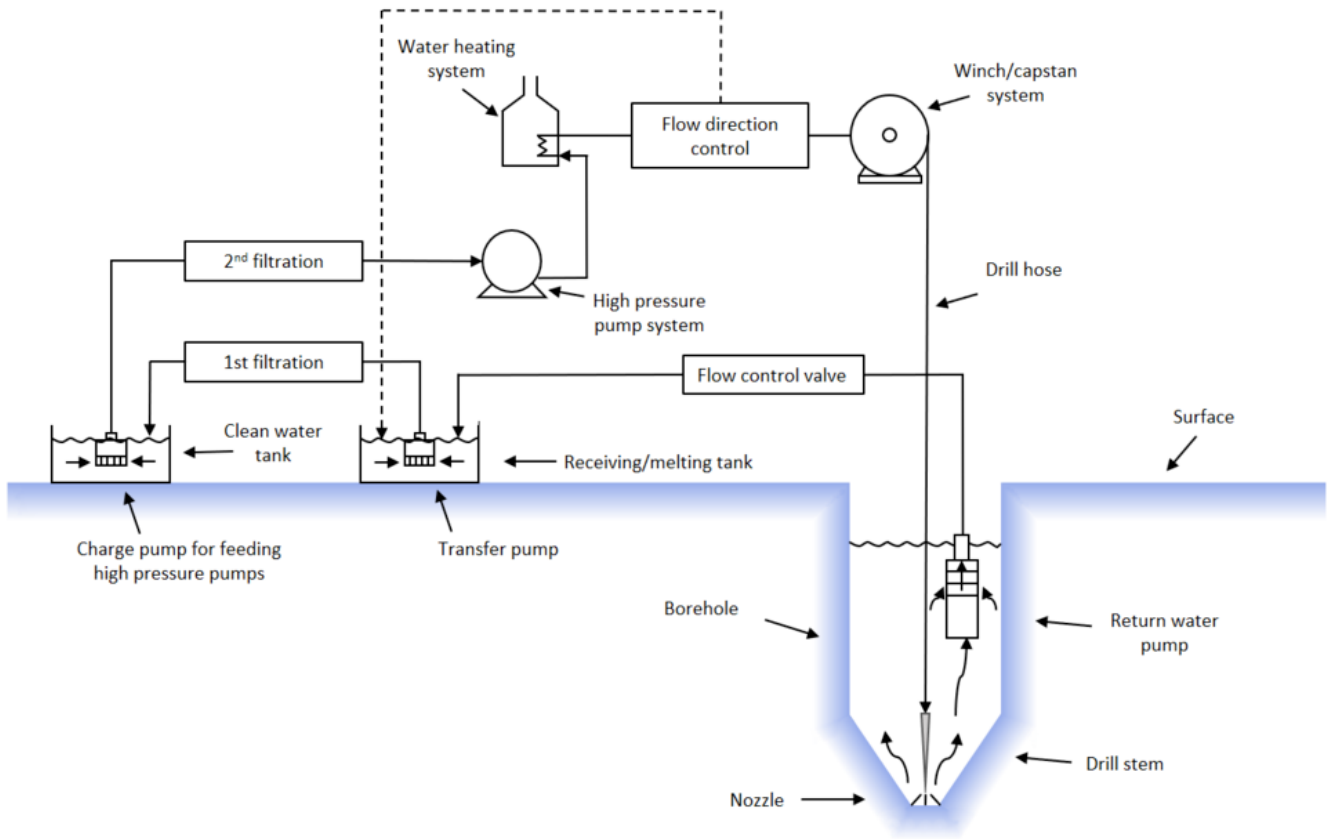 Water heating
system
Winch/capstan
system
Flow direction
control
2nd filtration
Drill hose
High pressure
pump system
1st filtration
Flow control valve
Surface
Clean water
tank
Receiving/melting tank
Charge pump for feeding
high pressure pumps
Transfer pump
Borehole
Return water
pump
Drill stem
Nozzle